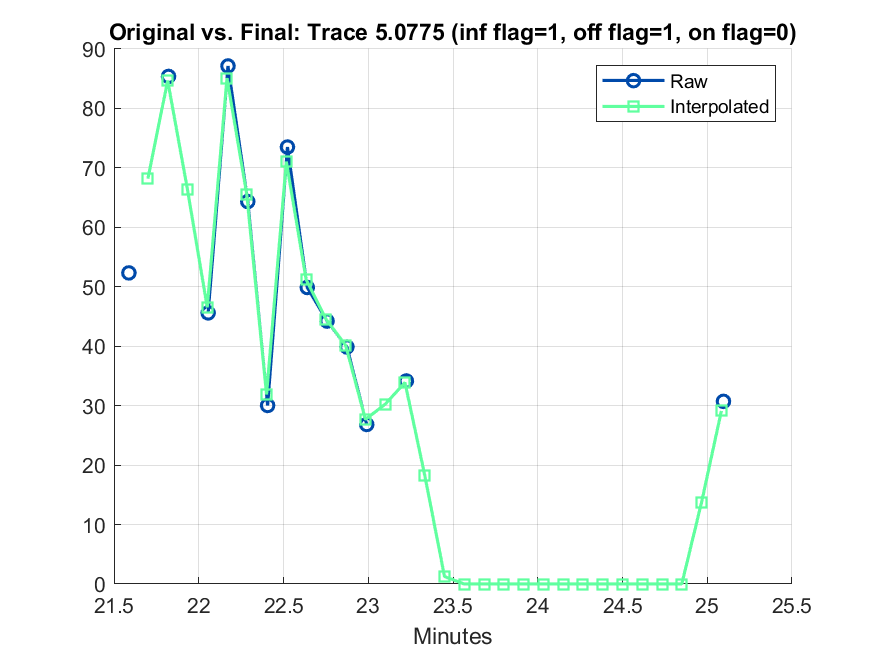 Original vs. Final: Trace 5.0775 (inf flag=1, off flag=1, on flag=0)
90
80
70
60
50
40
30
20
10
0
Raw
Interpolated
21.5 22 22.5 23 23.5 24 24.5 25 25.5
Minutes